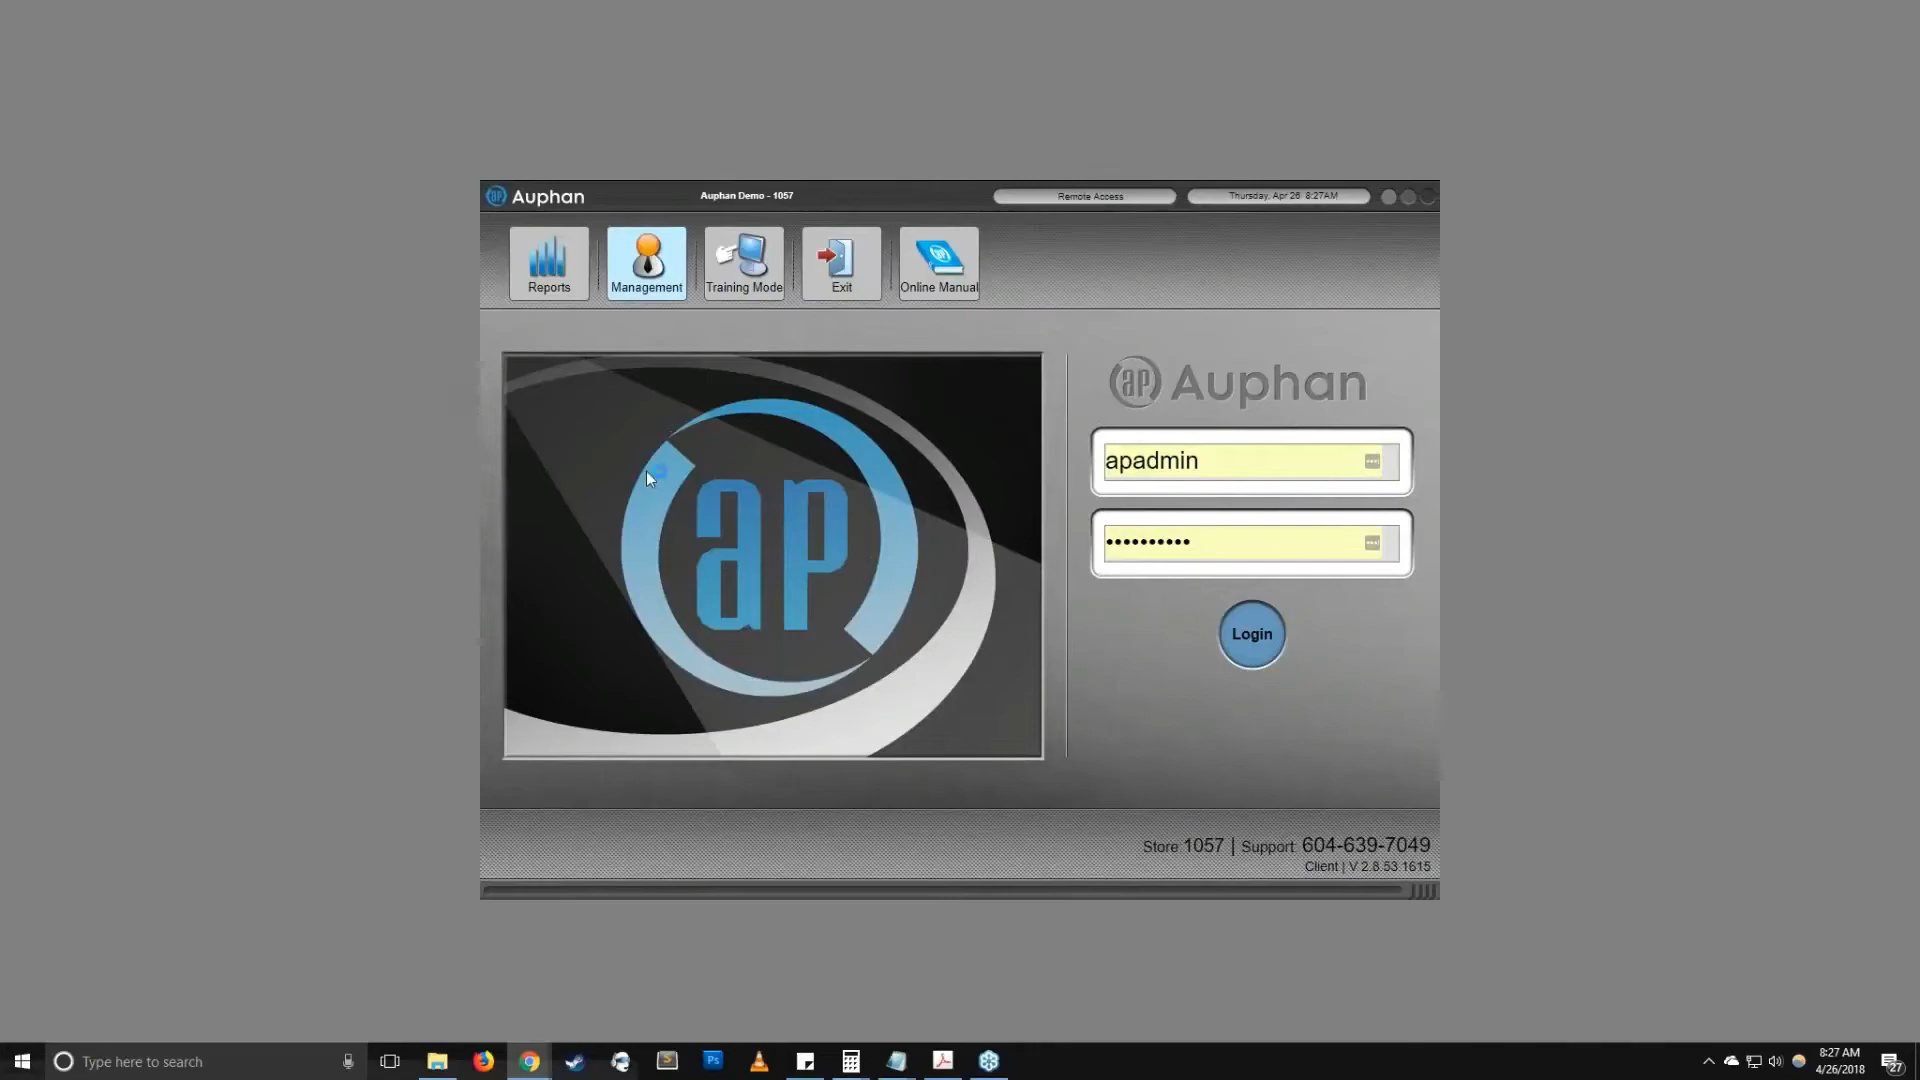 Auphan
Auphan Demo - 1057
Remote Access
Thursday, Apr 26 8:27AM
Reports
Management
Training Mode
Exit
Online Manual
ap
ap Auphan
apadmin
••••••••••
Login
Store 1057 | Support: 604-639-7049
Client | V 2.8.53.1615
Type here to search
8:27 AM
4/26/2018
27